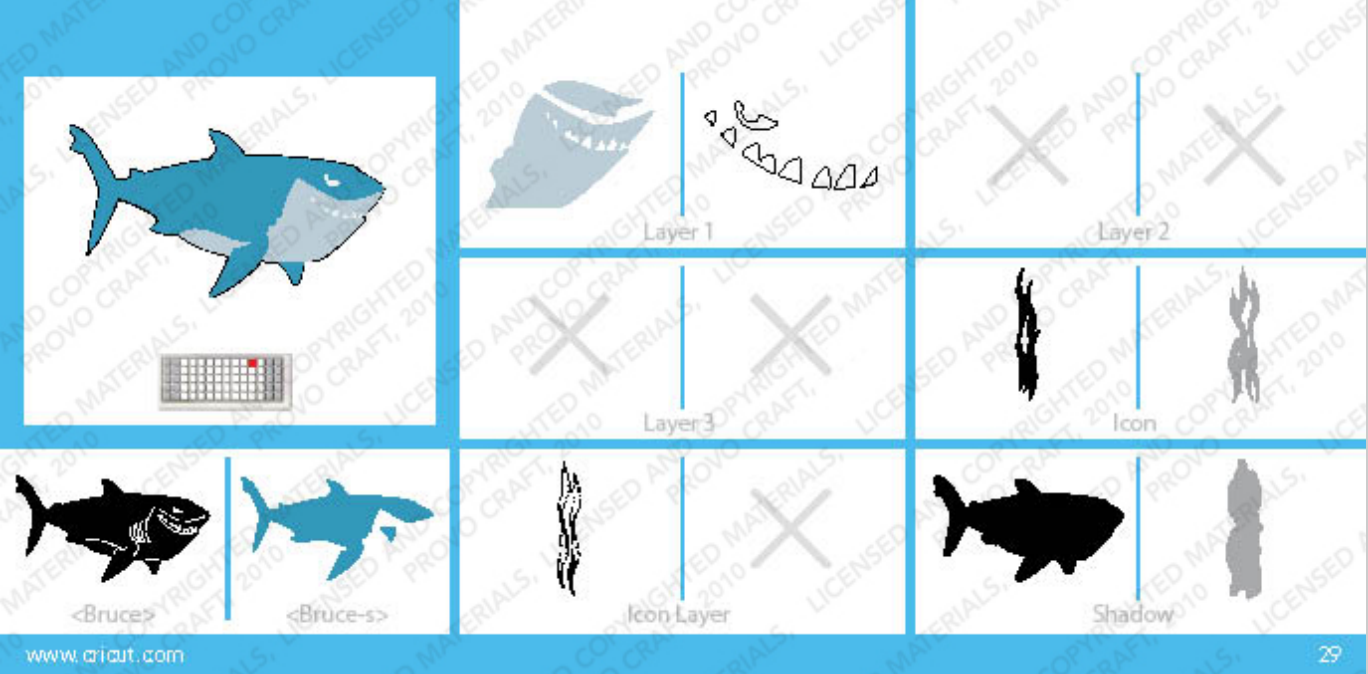 Layer 1
Layer 2
Layer 3
Icon
<Bruce>
<Bruce-s>
Icon Layer
Shadow
www.cricut.com
29
LICENSED AND COPYRIGHTED MATERIALS,
PROVO CRAFT, 2010